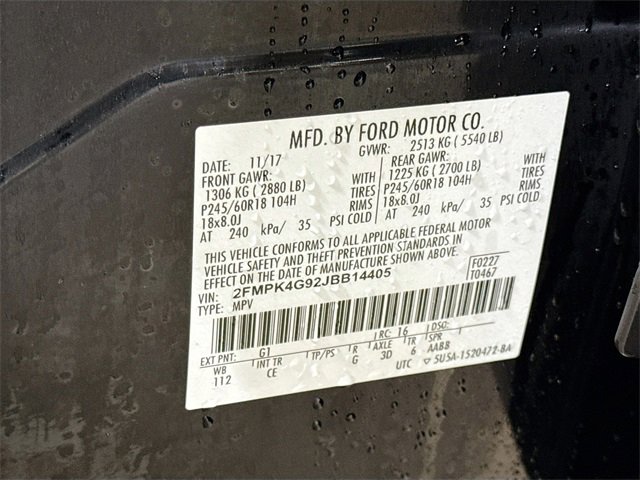 MFD. BY FORD MOTOR CO.
DATE: 11/17 GVWR: 2513 KG ( 5540 LB)
FRONT GAWR: REAR GAWR:
1306 KG ( 2880 LB) WITH 1225 KG ( 2700 LB) WITH
P245/60R18 104H TIRES P245/60R18 104H TIRES
18x8.0J RIMS 18x8.0J RIMS
AT 240 kPa/ 35 PSI COLD AT 240 kPa/ 35 PSI COLD
THIS VEHICLE CONFORMS TO ALL APPLICABLE FEDERAL MOTOR
VEHICLE SAFETY AND THEFT PREVENTION STANDARDS IN
EFFECT ON THE DATE OF MANUFACTURE SHOWN ABOVE.
F0227
T0467
VIN: 2FMPK4G92JBB14405
TYPE: MPV
EXT PNT: G1 RC: 16 DSO:
WB INT TR TP/PS R AXLE TR SPR
112 CE G 3D 6 AABB
UTC 5USA-1520472-BA